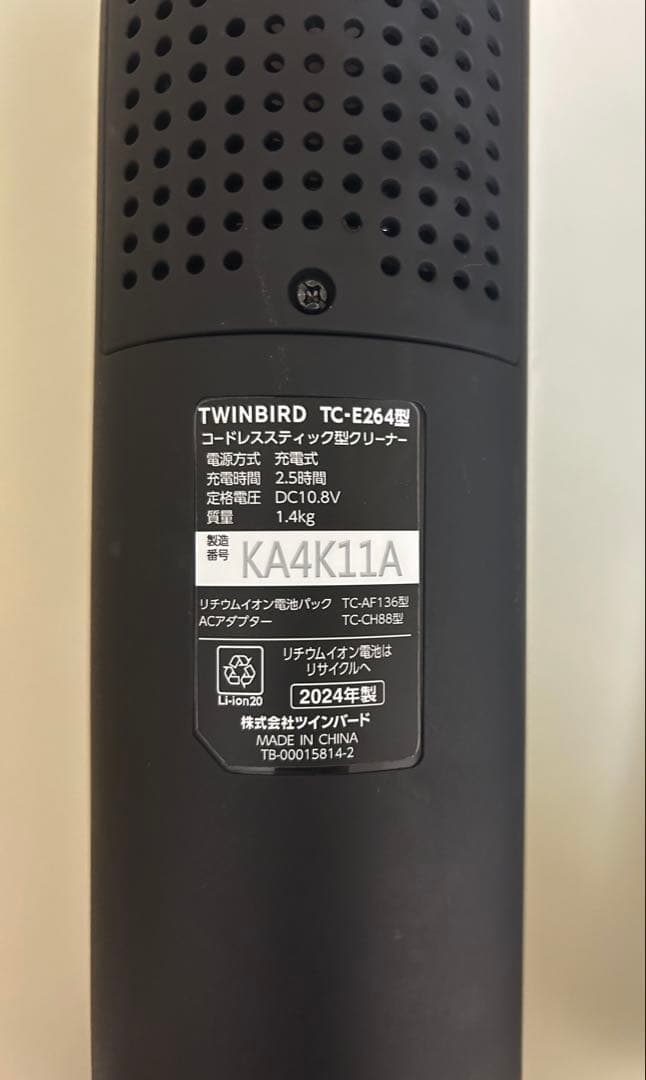 TWINBIRD TC-E264型
コードレススティック型クリーナー
電源方式 充電式
充電時間 2.5時間
定格電圧 DC10.8V
質量 1.4kg
製造
番号 KA4K11A
リチウムイオン電池パック TC-AF136型
ACアダプター TC-CH88型
リチウムイオン電池は
リサイクルへ
Li-ion20
2024年製
株式会社ツインバード
MADE IN CHINA
TB-00015814-2